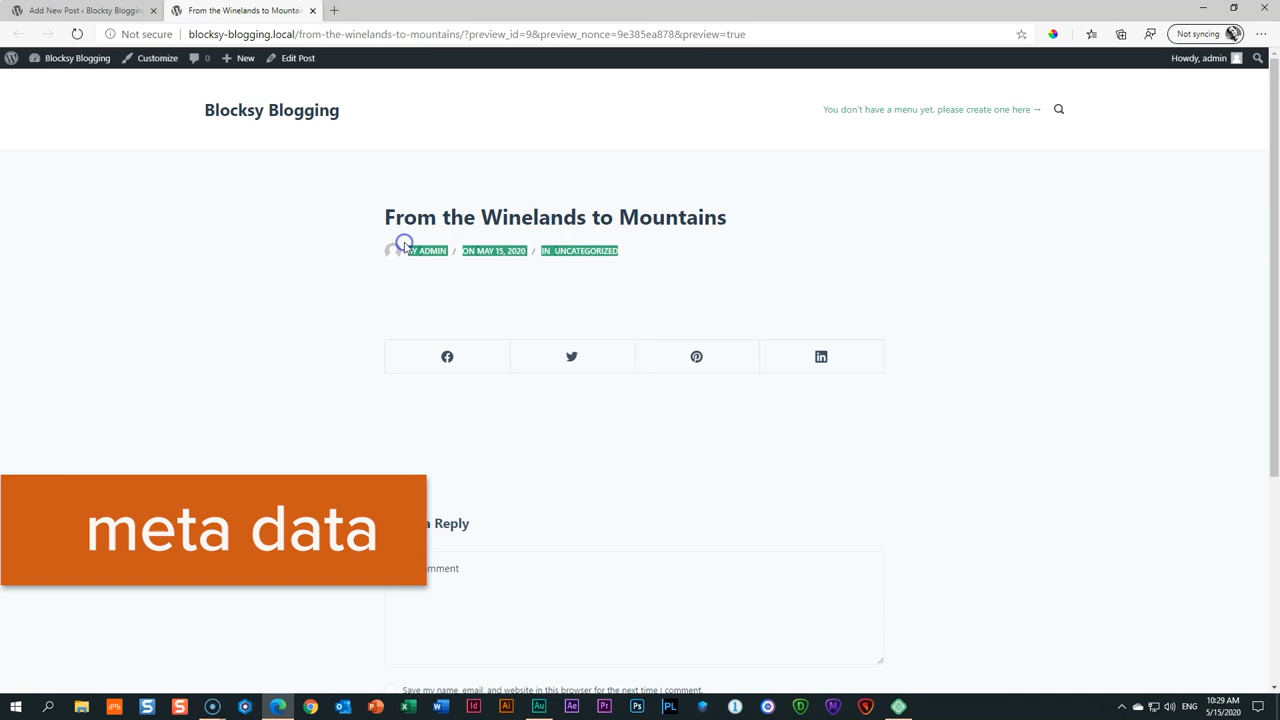 Add New Post ‹ Blocksy Blogging
From the Winelands to Mountain
Not secure
blocksy-blogging.local/from-the-winelands-to-mountains/?preview_id=9&preview_nonce=9e385ea878&preview=true
Not syncing
Blocksy Blogging
Customize
0
New
Edit Post
Howdy, admin
Blocksy Blogging
You don't have a menu yet, please create one here →
From the Winelands to Mountains
BY ADMIN / ON MAY 15, 2020 / IN UNCATEGORIZED
meta data
a Reply
mment
Save my name, email, and website in this browser for the next time I comment.
ENG
10:29 AM
5/15/2020